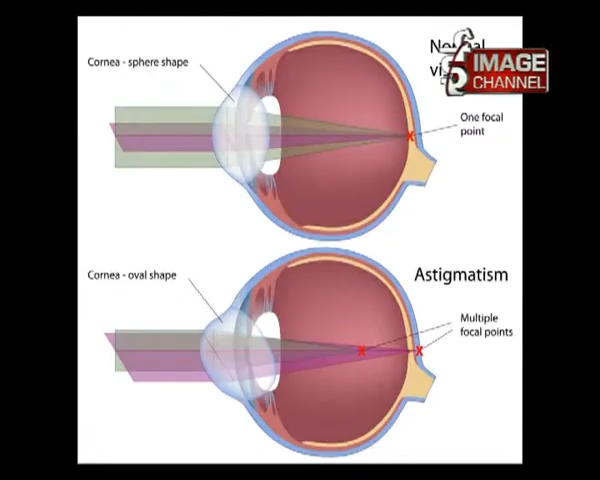 Cornea - sphere shape
IMAGE
CHANNEL
One focal
point
Cornea - oval shape
Astigmatism
Multiple
focal points